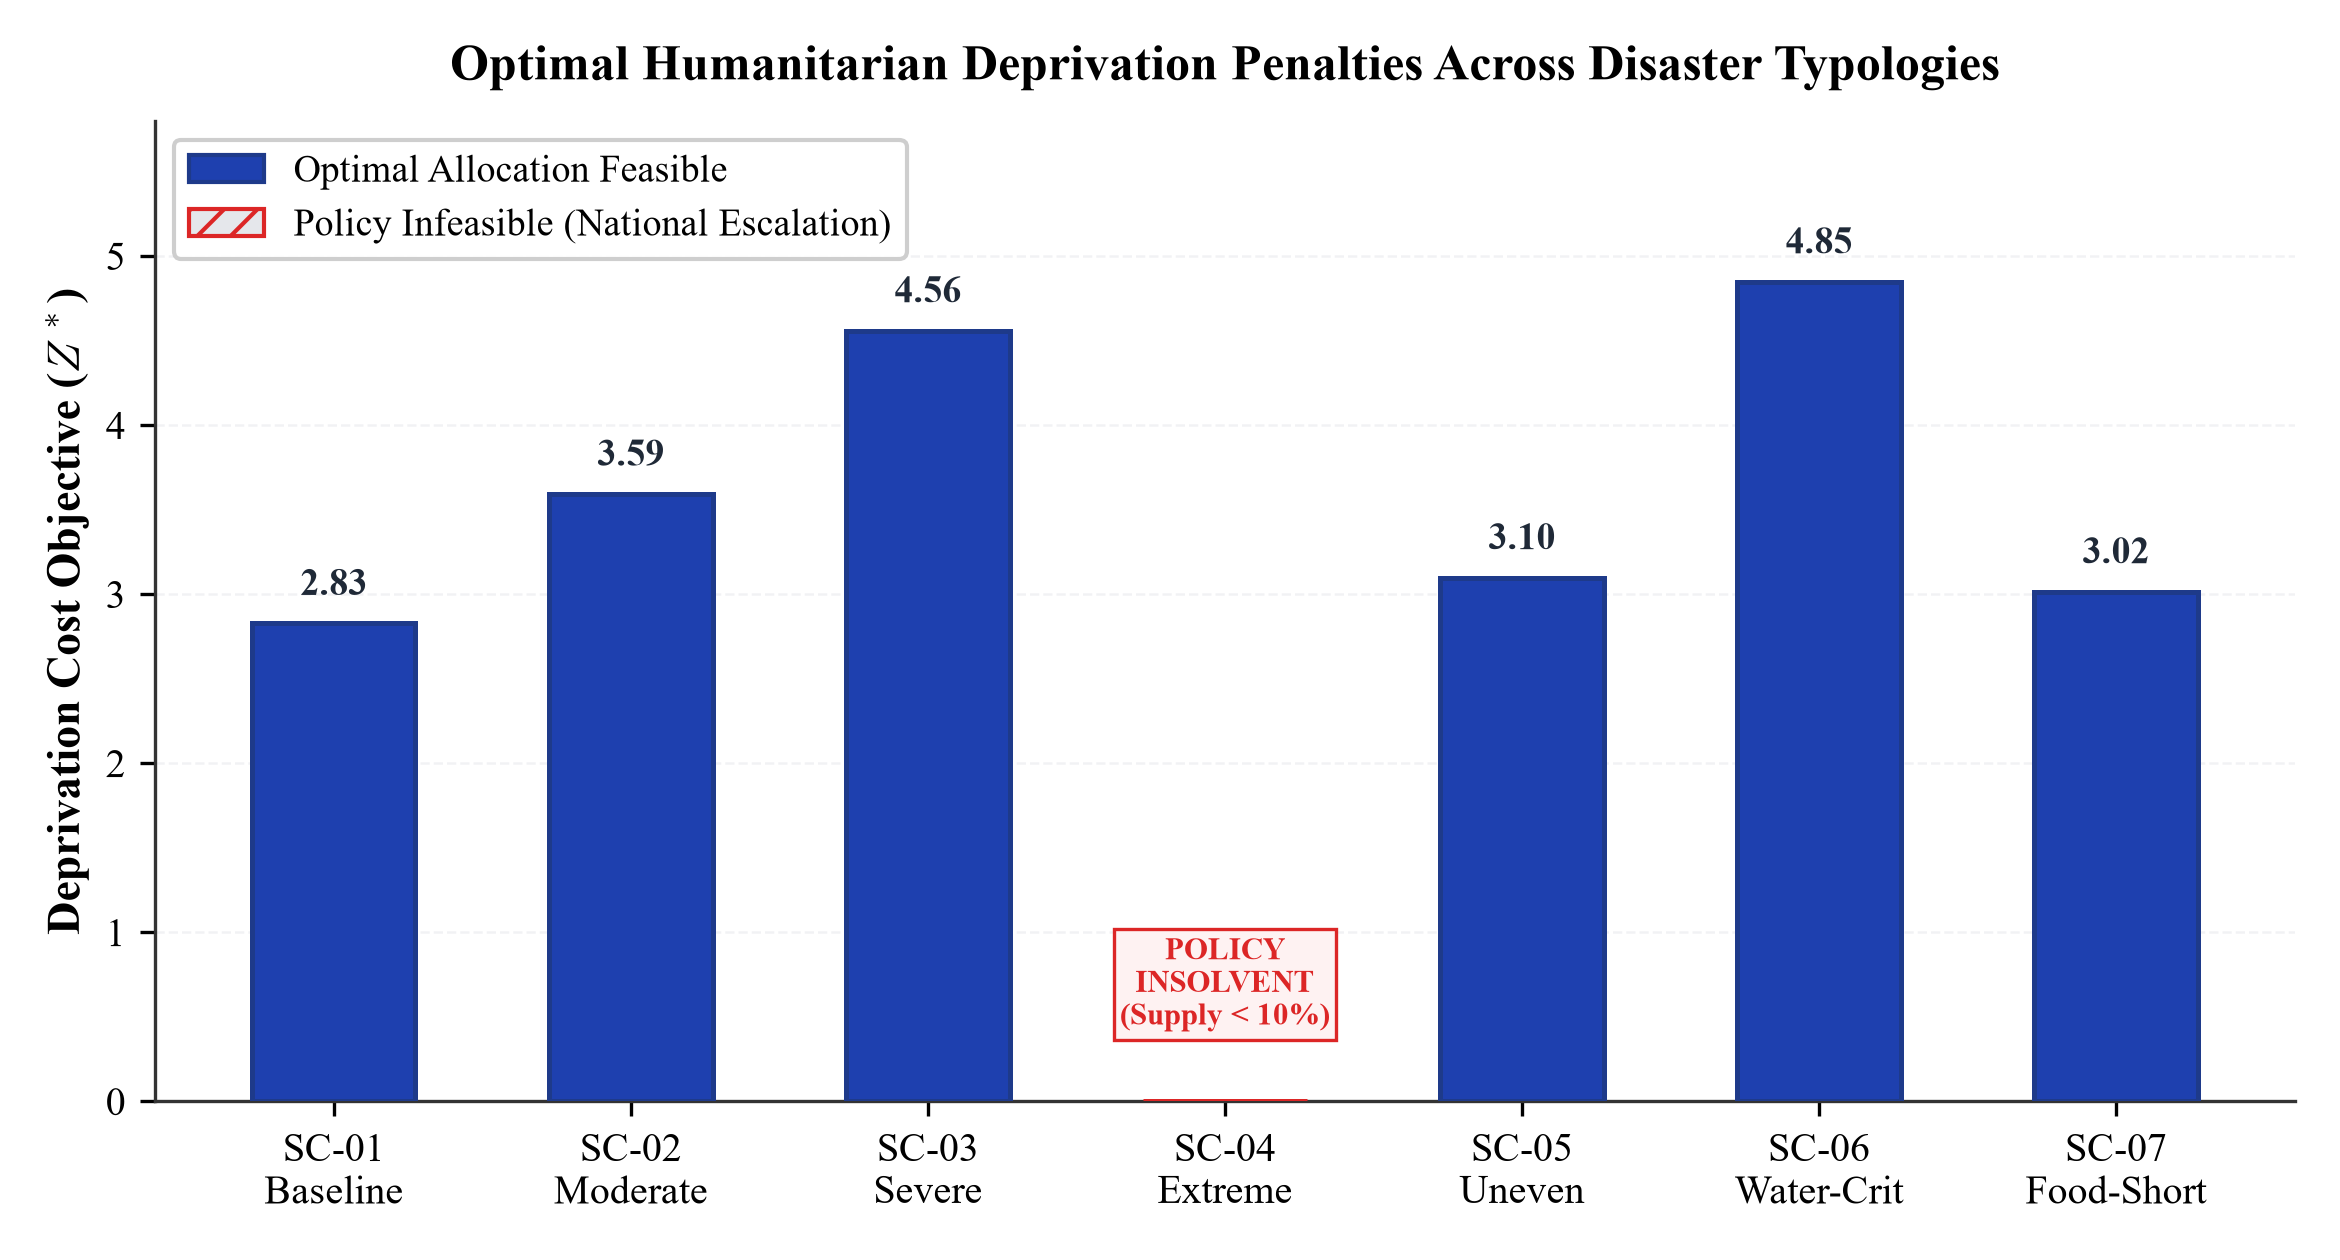 Optimal Humanitarian Deprivation Penalties Across Disaster Typologies
Optimal Allocation Feasible
Policy Infeasible (National Escalation)
Deprivation Cost Objective (Z*)
5
4
3
2
1
0
2.83
3.59
4.56
POLICY
INSOLVENT
(Supply < 10%)
3.10
4.85
3.02
SC-01
Baseline
SC-02
Moderate
SC-03
Severe
SC-04
Extreme
SC-05
Uneven
SC-06
Water-Crit
SC-07
Food-Short